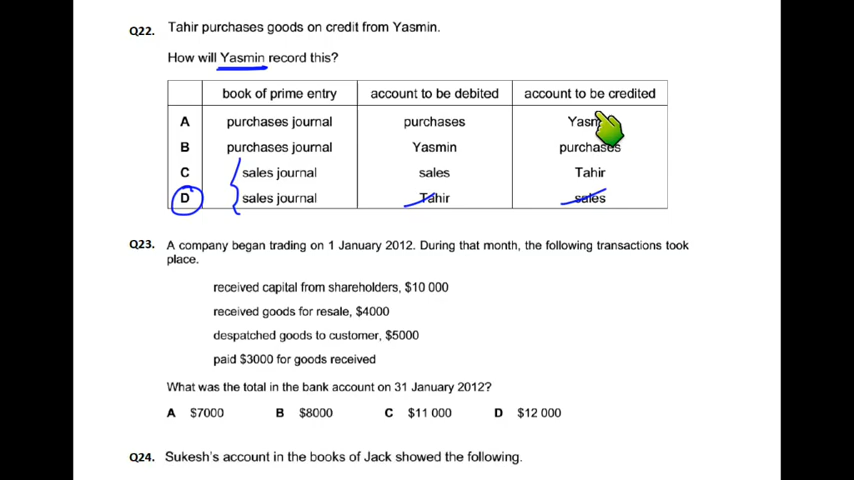 Q22. Tahir purchases goods on credit from Yasmin.
How will Yasmin record this?
book of prime entry account to be debited account to be credited
A purchases journal purchases
B purchases journal Yasmin purchases
C sales journal sales Tahir
D sales journal Tahir sales
Q23. A company began trading on 1 January 2012. During that month, the following transactions took
place.
received capital from shareholders, $10 000
received goods for resale, $4000
despatched goods to customer, $5000
paid $3000 for goods received
What was the total in the bank account on 31 January 2012?
A $7000 B $8000 C $11 000 D $12 000
Q24. Sukesh's account in the books of Jack showed the following.